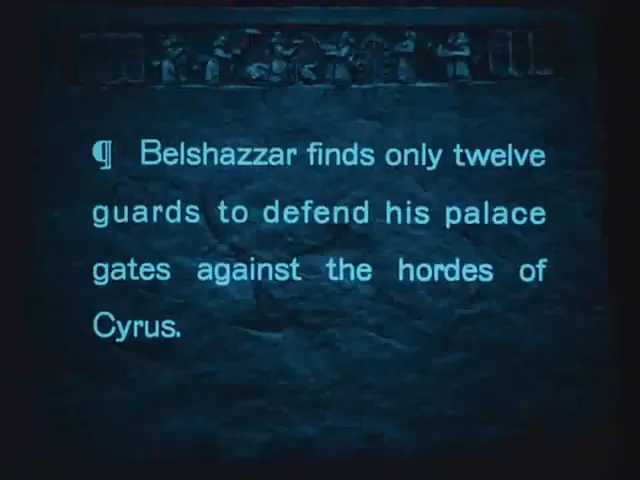 ¶ Belshazzar finds only twelve
guards to defend his palace
gates against the hordes of
Cyrus.